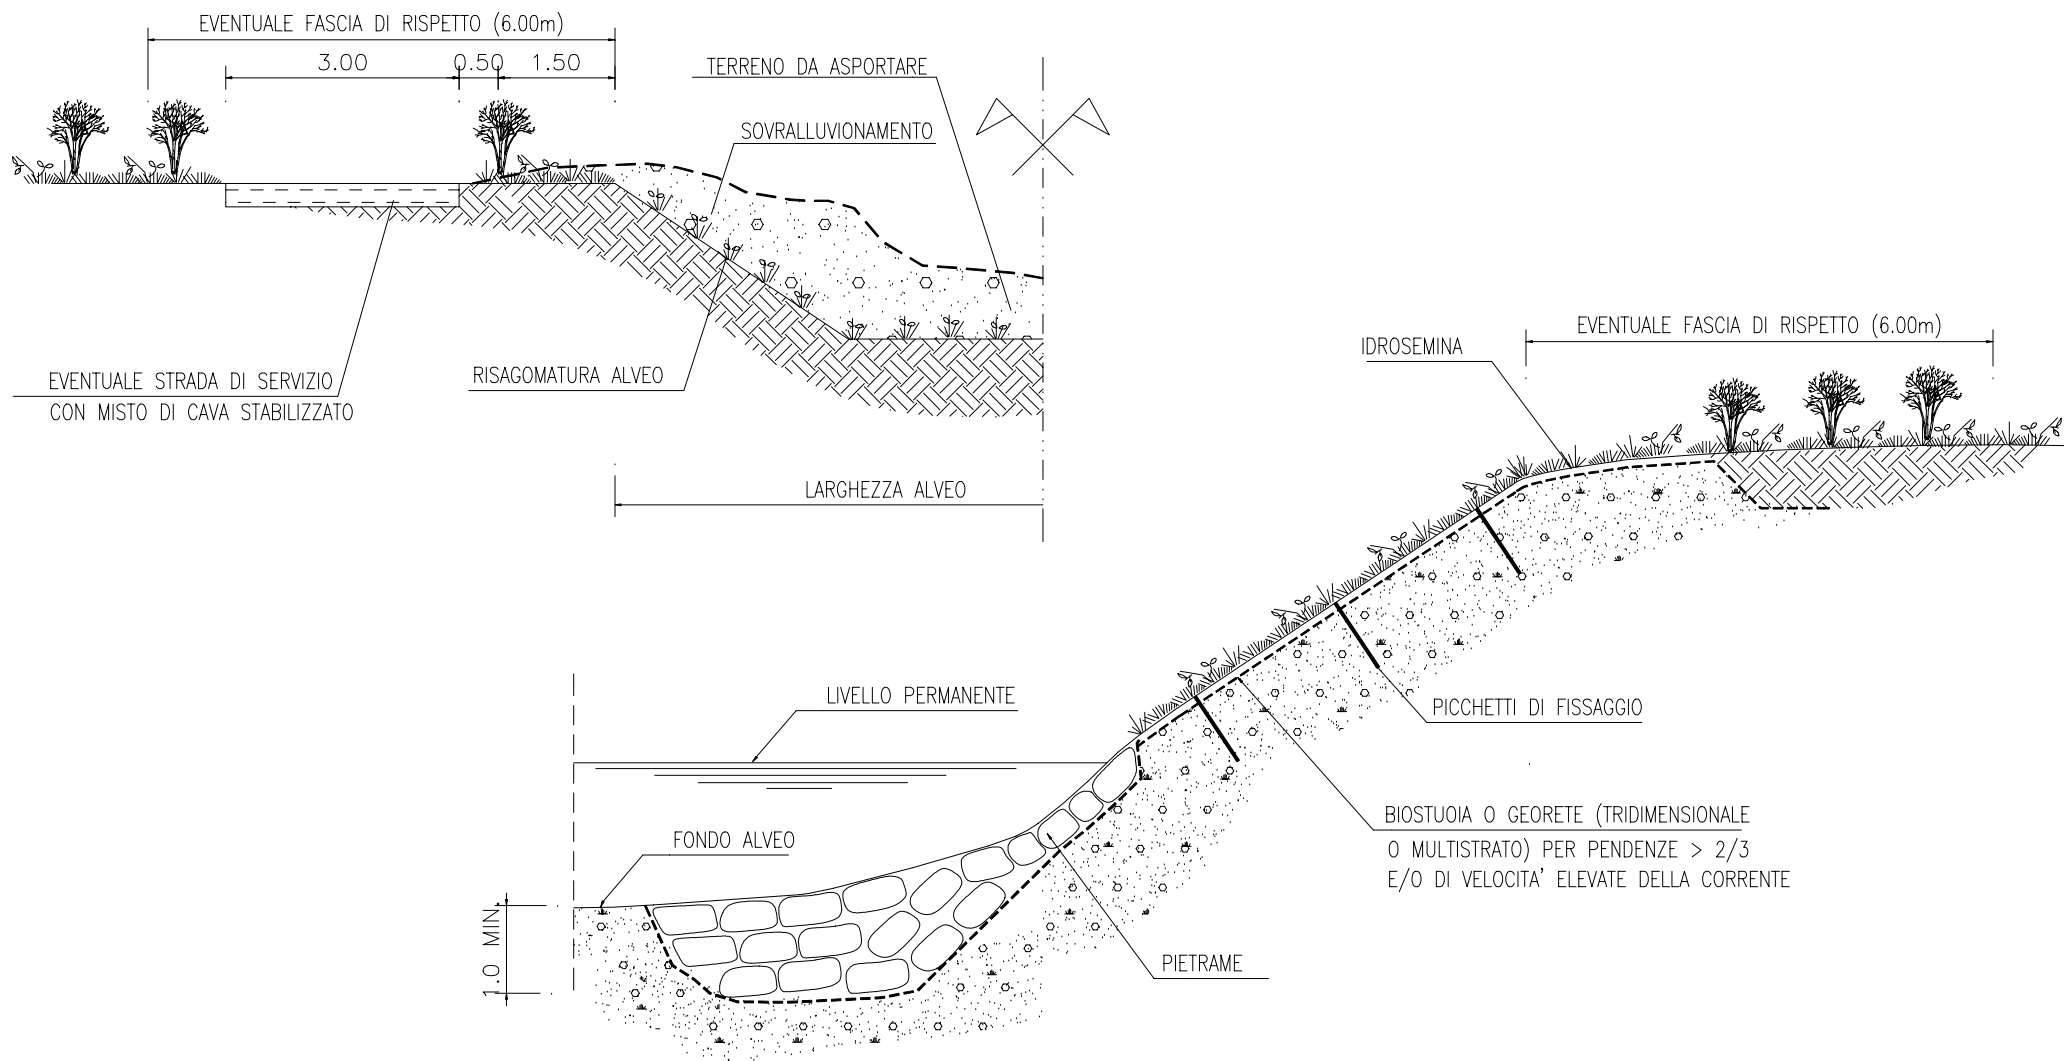 EVENTUALE FASCIA DI RISPETTO (6.00m)
3.00
0.50
1.50
TERRENO DA ASPORTARE
SOVRALLUVIONAMENTO
EVENTUALE STRADA DI SERVIZIO
CON MISTO DI CAVA STABILIZZATO
RISAGOMATURA ALVEO
LARGHEZZA ALVEO
EVENTUALE FASCIA DI RISPETTO (6.00m)
IDROSEMINA
LIVELLO PERMANENTE
PICCHETTI DI FISSAGGIO
FONDO ALVEO
BIOSTUOIA O GEORETE (TRIDIMENSIONALE
O MULTISTRATO) PER PENDENZE > 2/3
E/O DI VELOCITA' ELEVATE DELLA CORRENTE
1.0 MIN.
PIETRAME